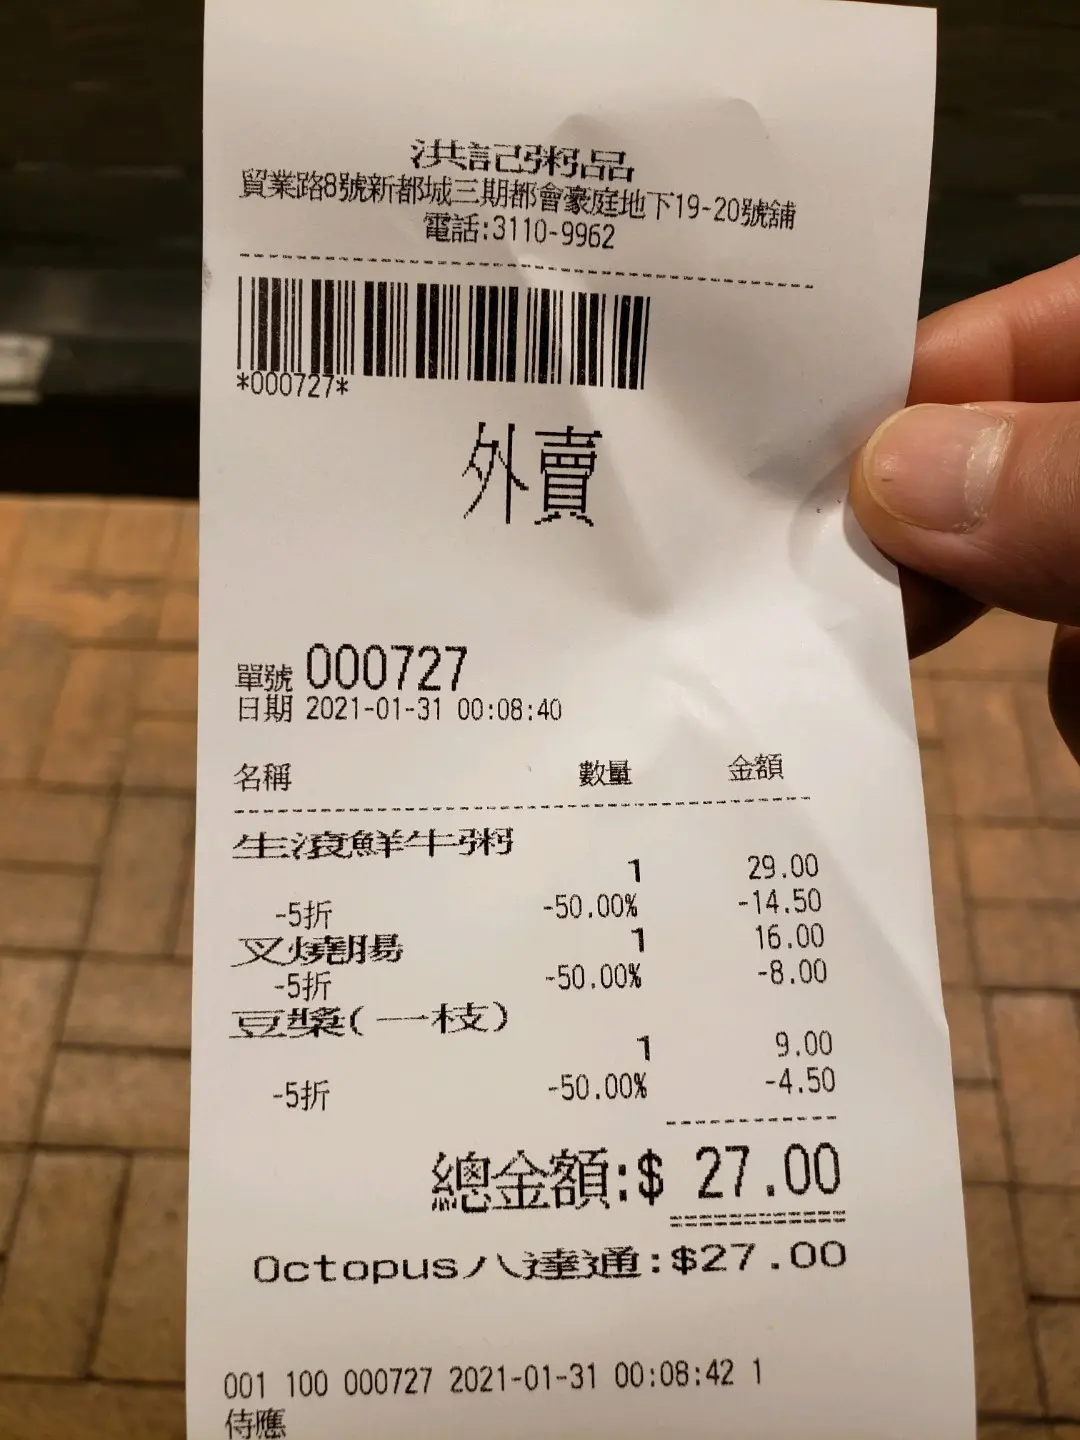 洪記粥品
貿業路8號新都城三期都會豪庭地下19-20號舖
電話:3110-9962
*000727*
外賣
單號 000727
日期 2021-01-31 00:08:40
名稱 數量 金額
生滾鮮牛粥
1 29.00
-5折 -50.00% -14.50
叉燒腸 1 16.00
-5折 -50.00% -8.00
豆漿(一枝)
1 9.00
-5折 -50.00% -4.50
總金額:$ 27.00
Octopus八達通:$27.00
001 100 000727 2021-01-31 00:08:42 1
侍應